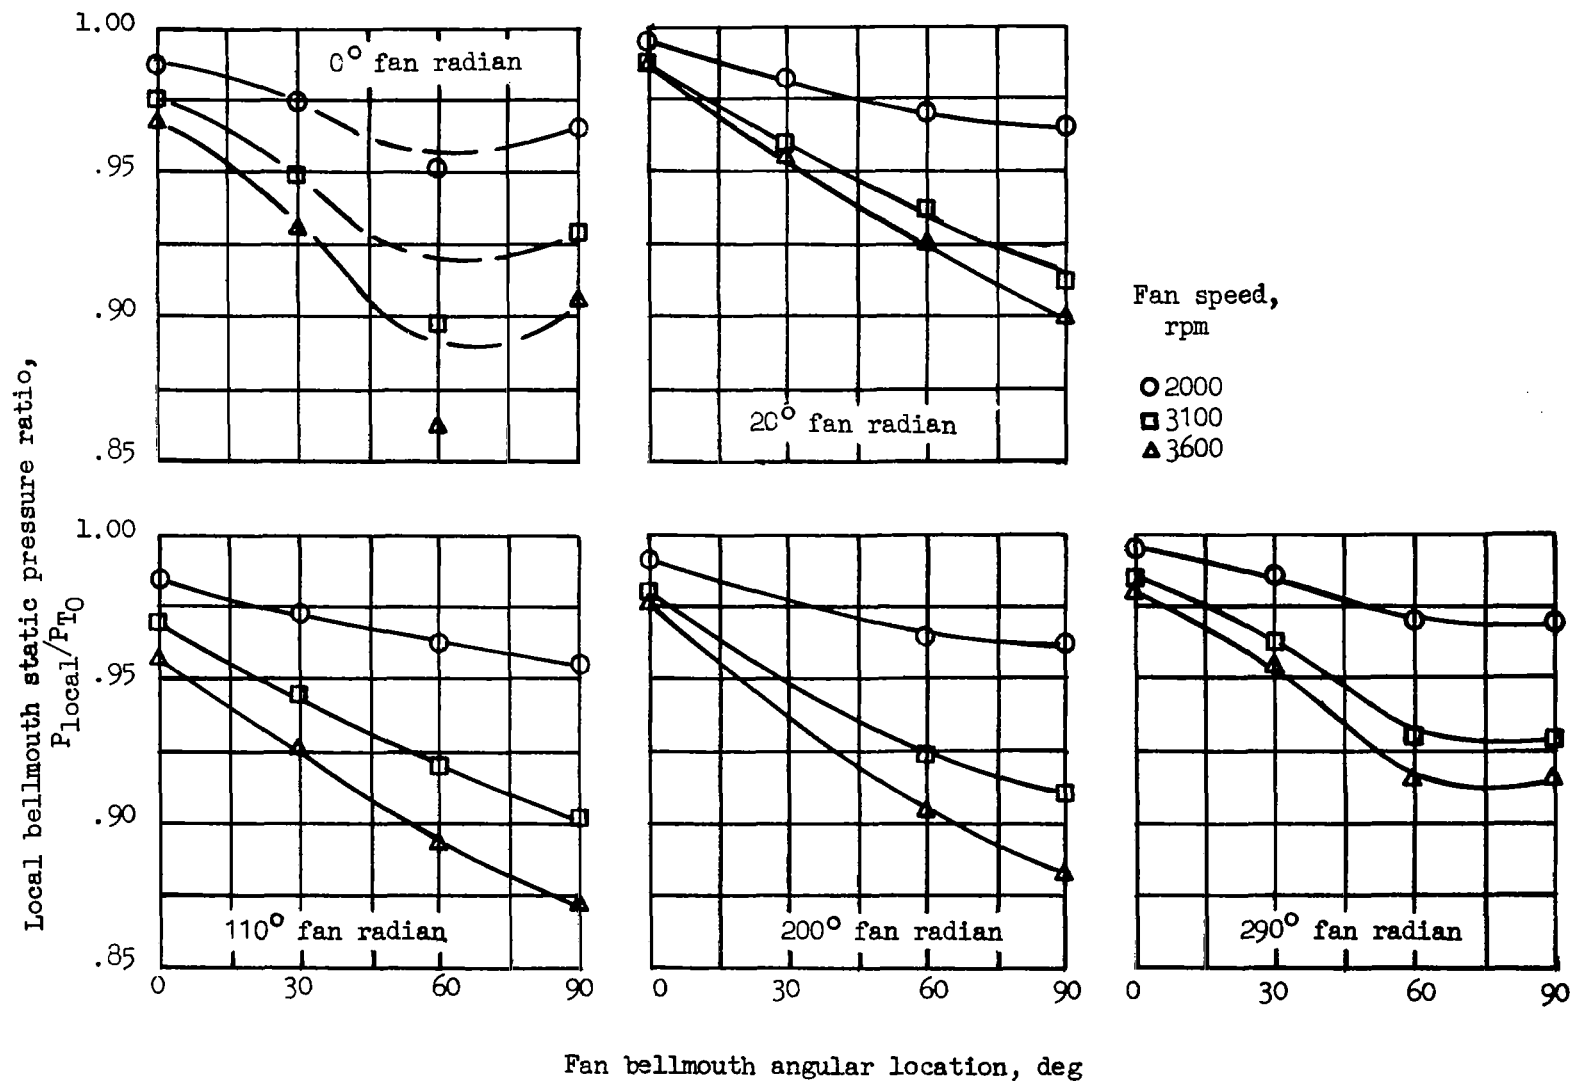 1.00
.95
.90
.85
0° fan radian
20° fan radian
Fan speed,
rpm
2000
3100
3600
Local bellmouth static pressure ratio,
Plocal/PT0
1.00
.95
.90
.85
110° fan radian
200° fan radian
290° fan radian
0 30 60 90
0 30 60 90
0 30 60 90
Fan bellmouth angular location, deg